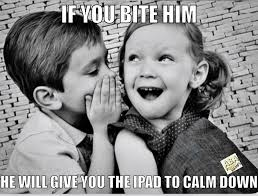 IF YOU BITE HIM
HE WILL GIVE YOU THE IPAD TO CALM DOWN